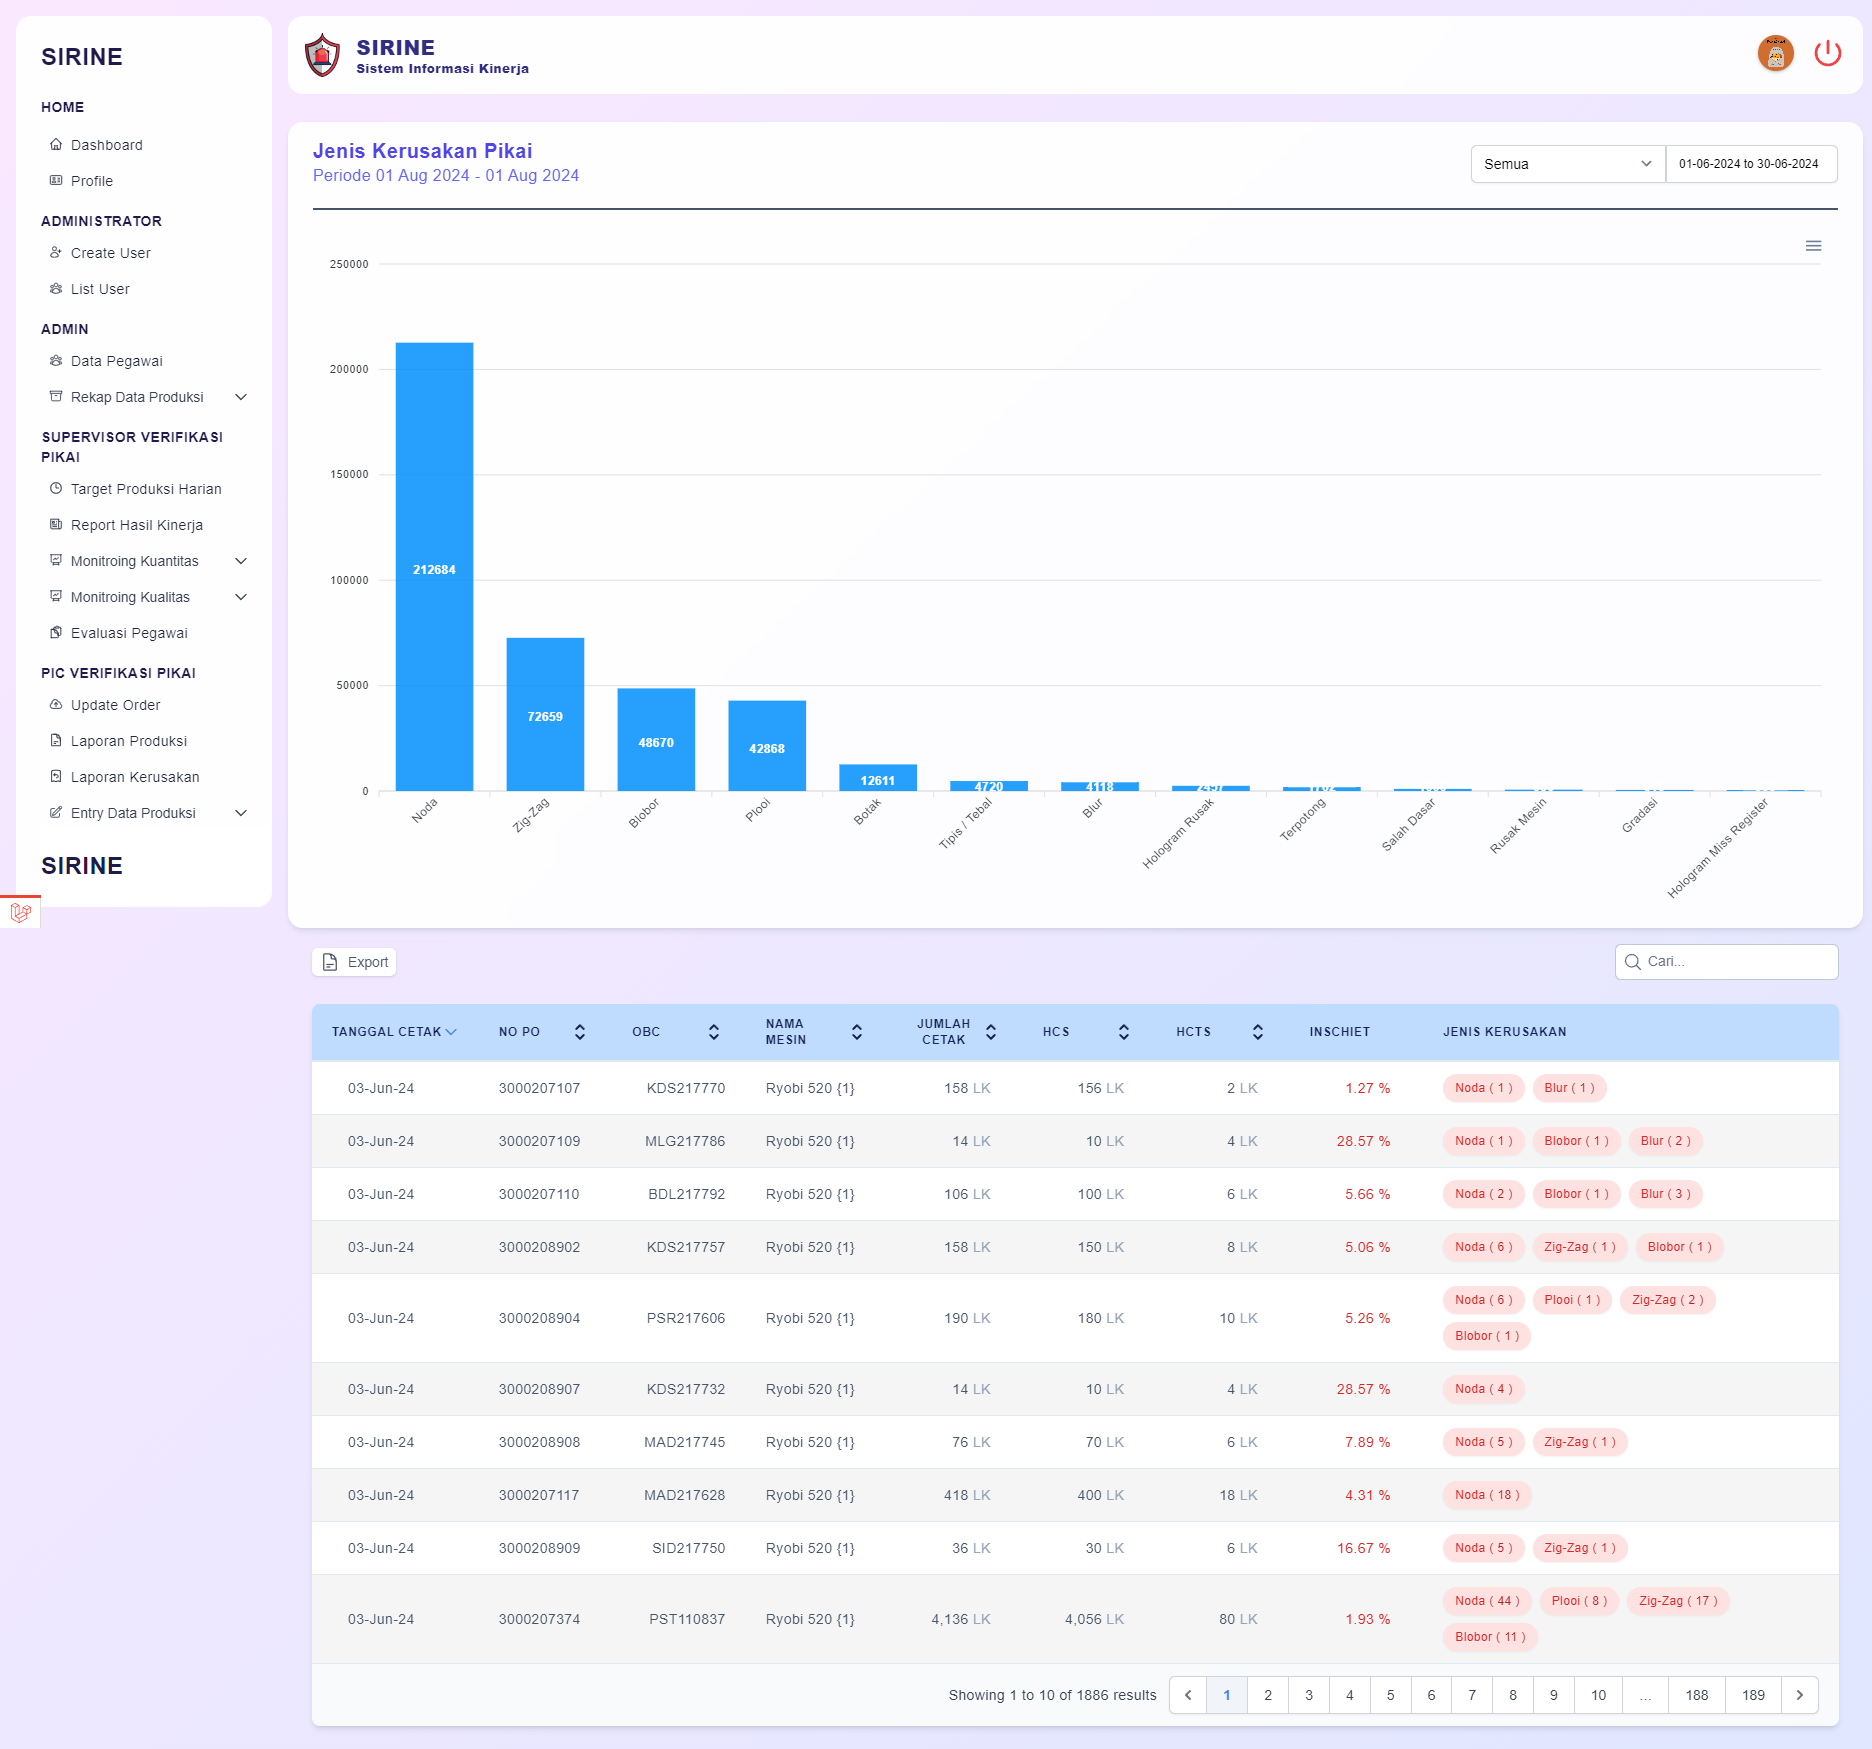 SIRINE
HOME
Dashboard
Profile
ADMINISTRATOR
Create User
List User
ADMIN
Data Pegawai
Rekap Data Produksi
SUPERVISOR VERIFIKASI
PIKAI
Target Produksi Harian
Report Hasil Kinerja
Monitroing Kuantitas
Monitroing Kualitas
Evaluasi Pegawai
PIC VERIFIKASI PIKAI
Update Order
Laporan Produksi
Laporan Kerusakan
Entry Data Produksi
SIRINE
SIRINE
Sistem Informasi Kinerja
Jenis Kerusakan Pikai
Periode 01 Aug 2024 - 01 Aug 2024
Semua
01-06-2024 to 30-06-2024
250000
200000
150000
100000
50000
0
212684
72659
48670
42868
12611
4720
4118
2457
Noda
Zig-Zag
Blobor
Plooi
Botak
Tipis / Tebal
Blur
Hologram Rusak
Terpotong
Salah Dasar
Rusak Mesin
Gradasi
Hologram Miss Register
Export
Cari...
TANGGAL CETAK NO PO OBC NAMA MESIN JUMLAH CETAK HCS HCTS INSCHIET JENIS KERUSAKAN
03-Jun-24 3000207107 KDS217770 Ryobi 520 {1} 158 LK 156 LK 2 LK 1.27 % Noda ( 1 ) Blur ( 1 )
03-Jun-24 3000207109 MLG217786 Ryobi 520 {1} 14 LK 10 LK 4 LK 28.57 % Noda ( 1 ) Blobor ( 1 ) Blur ( 2 )
03-Jun-24 3000207110 BDL217792 Ryobi 520 {1} 106 LK 100 LK 6 LK 5.66 % Noda ( 2 ) Blobor ( 1 ) Blur ( 3 )
03-Jun-24 3000208902 KDS217757 Ryobi 520 {1} 158 LK 150 LK 8 LK 5.06 % Noda ( 6 ) Zig-Zag ( 1 ) Blobor ( 1 )
03-Jun-24 3000208904 PSR217606 Ryobi 520 {1} 190 LK 180 LK 10 LK 5.26 % Noda ( 6 ) Plooi ( 1 ) Zig-Zag ( 2 )
Blobor ( 1 )
03-Jun-24 3000208907 KDS217732 Ryobi 520 {1} 14 LK 10 LK 4 LK 28.57 % Noda ( 4 )
03-Jun-24 3000208908 MAD217745 Ryobi 520 {1} 76 LK 70 LK 6 LK 7.89 % Noda ( 5 ) Zig-Zag ( 1 )
03-Jun-24 3000207117 MAD217628 Ryobi 520 {1} 418 LK 400 LK 18 LK 4.31 % Noda ( 18 )
03-Jun-24 3000208909 SID217750 Ryobi 520 {1} 36 LK 30 LK 6 LK 16.67 % Noda ( 5 ) Zig-Zag ( 1 )
03-Jun-24 3000207374 PST110837 Ryobi 520 {1} 4,136 LK 4,056 LK 80 LK 1.93 % Noda ( 44 ) Plooi ( 8 ) Zig-Zag ( 17 )
Blobor ( 11 )
Showing 1 to 10 of 1886 results 1 2 3 4 5 6 7 8 9 10 ... 188 189